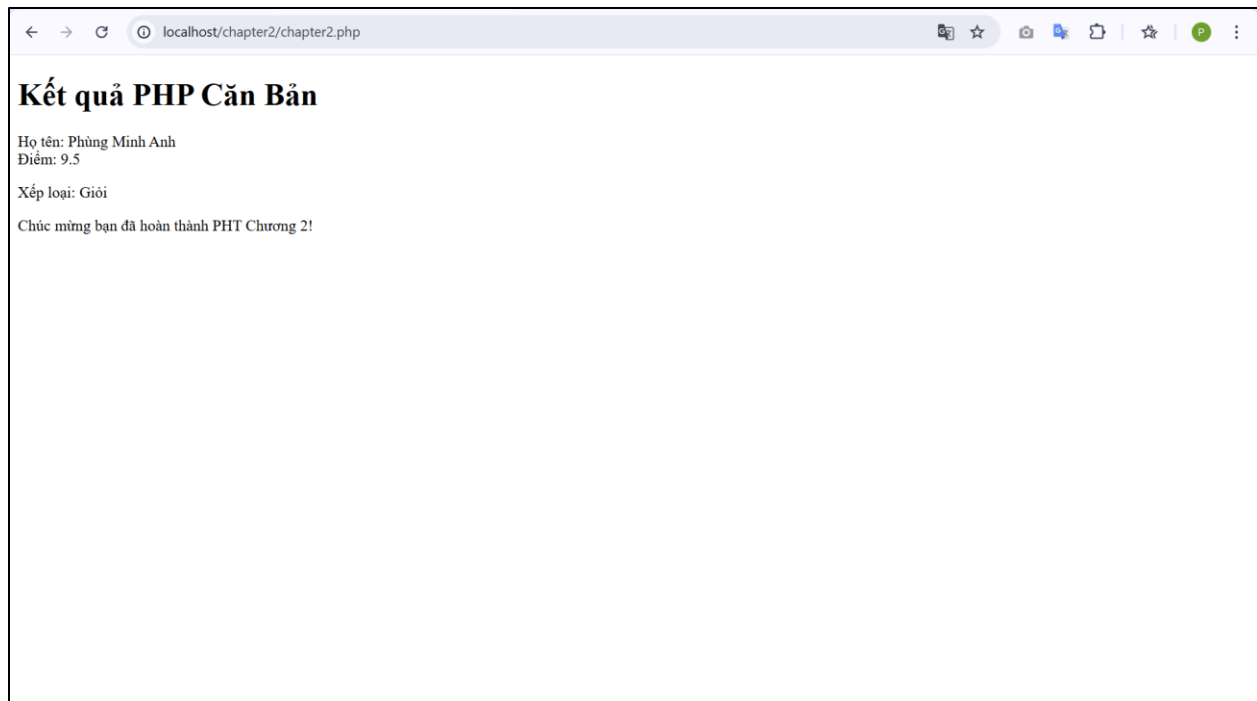 localhost/chapter2/chapter2.php
P
Kết quả PHP Căn Bản
Họ tên: Phùng Minh Anh
Điểm: 9.5
Xếp loại: Giỏi
Chúc mừng bạn đã hoàn thành PHT Chương 2!